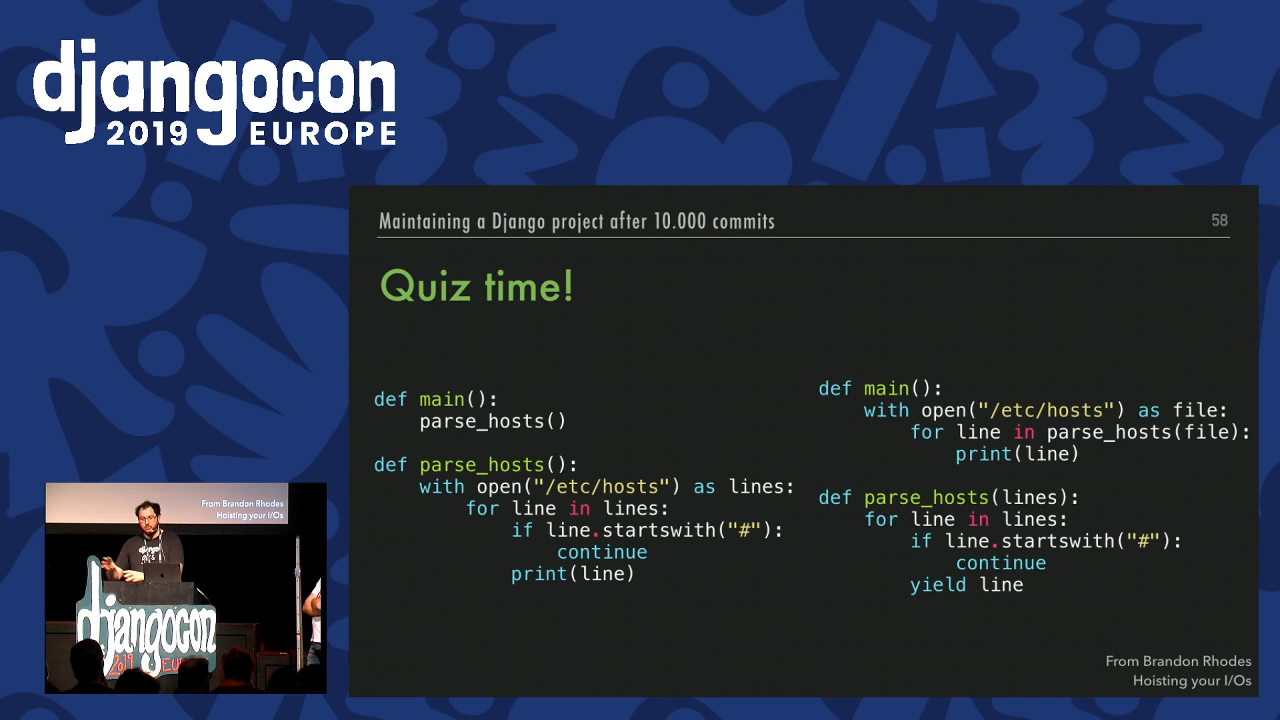 djangocon
2019 EUROPE
Maintaining a Django project after 10.000 commits
58
Quiz time!
def main():
    parse_hosts()
def parse_hosts():
    with open("/etc/hosts") as lines:
        for line in lines:
            if line.startswith("#"):
                continue
            print(line)
def main():
    with open("/etc/hosts") as file:
        for line in parse_hosts(file):
            print(line)
def parse_hosts(lines):
    for line in lines:
        if line.startswith("#"):
            continue
        yield line
From Brandon Rhodes
Hoisting your I/Os
From Brandon Rhodes
Hoisting your I/Os
djangocon
2019 EU